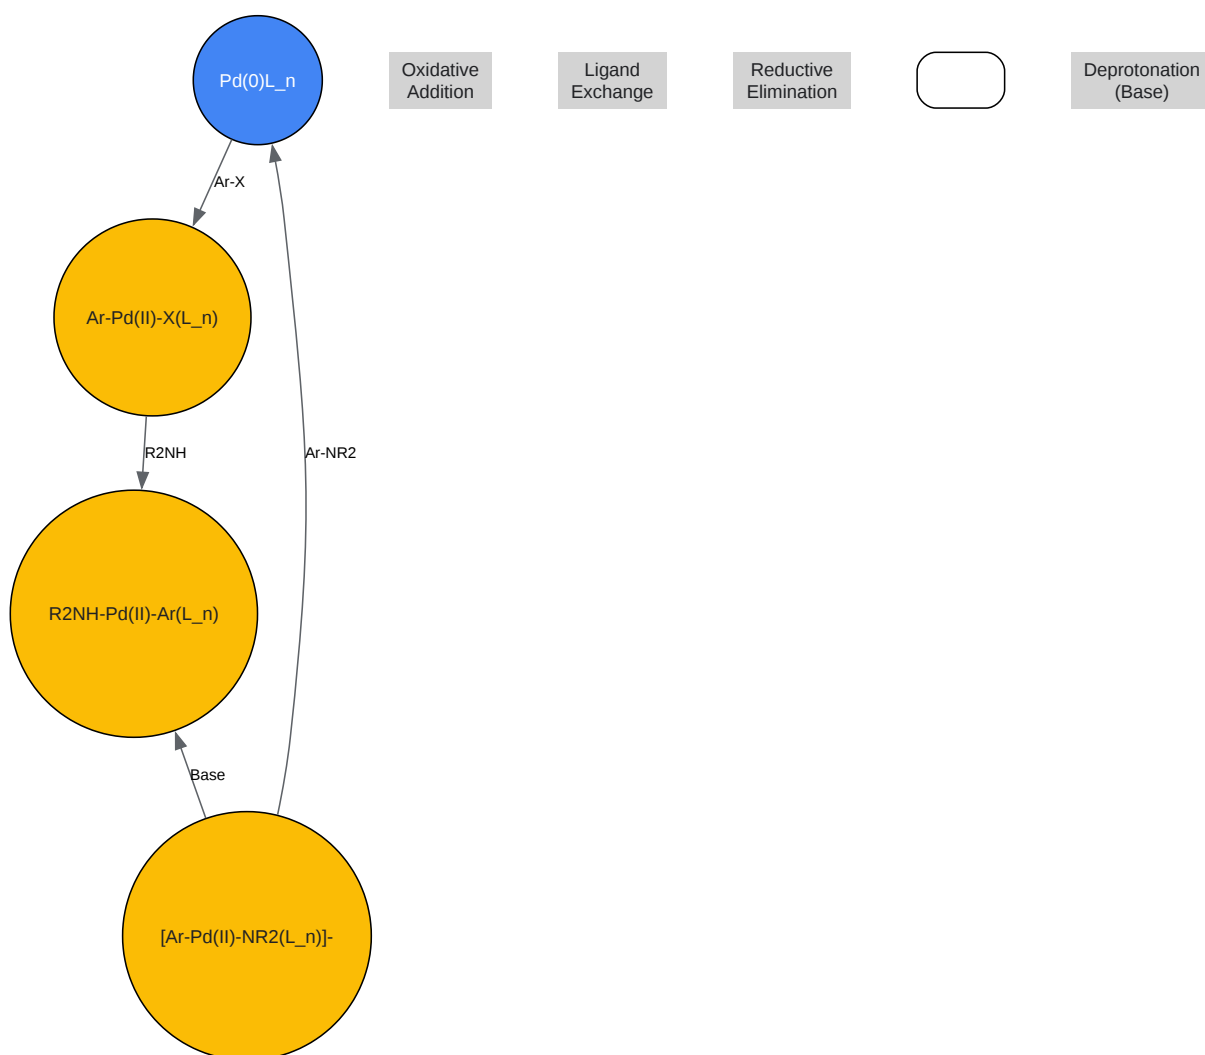 Pd(0)L_n
Oxidative
Addition
Ligand
Exchange
Reductive
Elimination
Deprotonation
(Base)
Ar-X
Ar-Pd(II)-X(L_n)
R2NH
Ar-NR2
R2NH-Pd(II)-Ar(L_n)
Base
[Ar-Pd(II)-NR2(L_n)]-